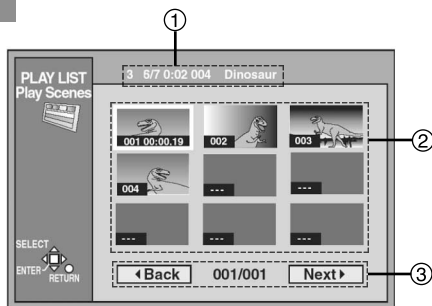 ①
PLAY LIST
Play Scenes
3 6/7 0:02 004 Dinosaur
001 00:00.19
002
003
②
004
---
---
---
---
---
SELECT
ENTER
RETURN
Back
001/001
Next
③